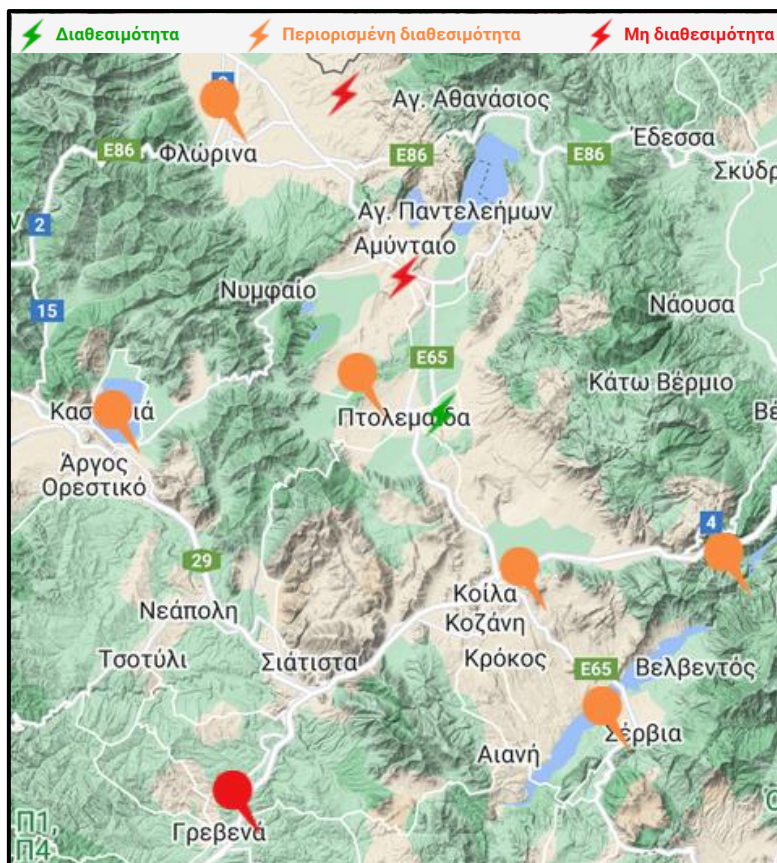 Διαθεσιμότητα
Περιορισμένη διαθεσιμότητα
Μη διαθεσιμότητα
Αγ. Αθανάσιος
Έδεσσα
E86
Φλώρινα
E86
E86
Σκύδρ
2
Αγ. Παντελεήμων
Αμύνταιο
Νυμφαίο
15
Νάουσα
E65
Κάτω Βέρμιο
Πτολεμαΐδα
Βέ
Άργος
Ορεστικό
4
29
Κοίλα
Νεάπολη
Κοζάνη
Τσοτύλι
Σιάτιστα
Κρόκος
E65
Βελβεντός
Σέρβια
Αιανή
Γρεβενά
Π1,
Π4